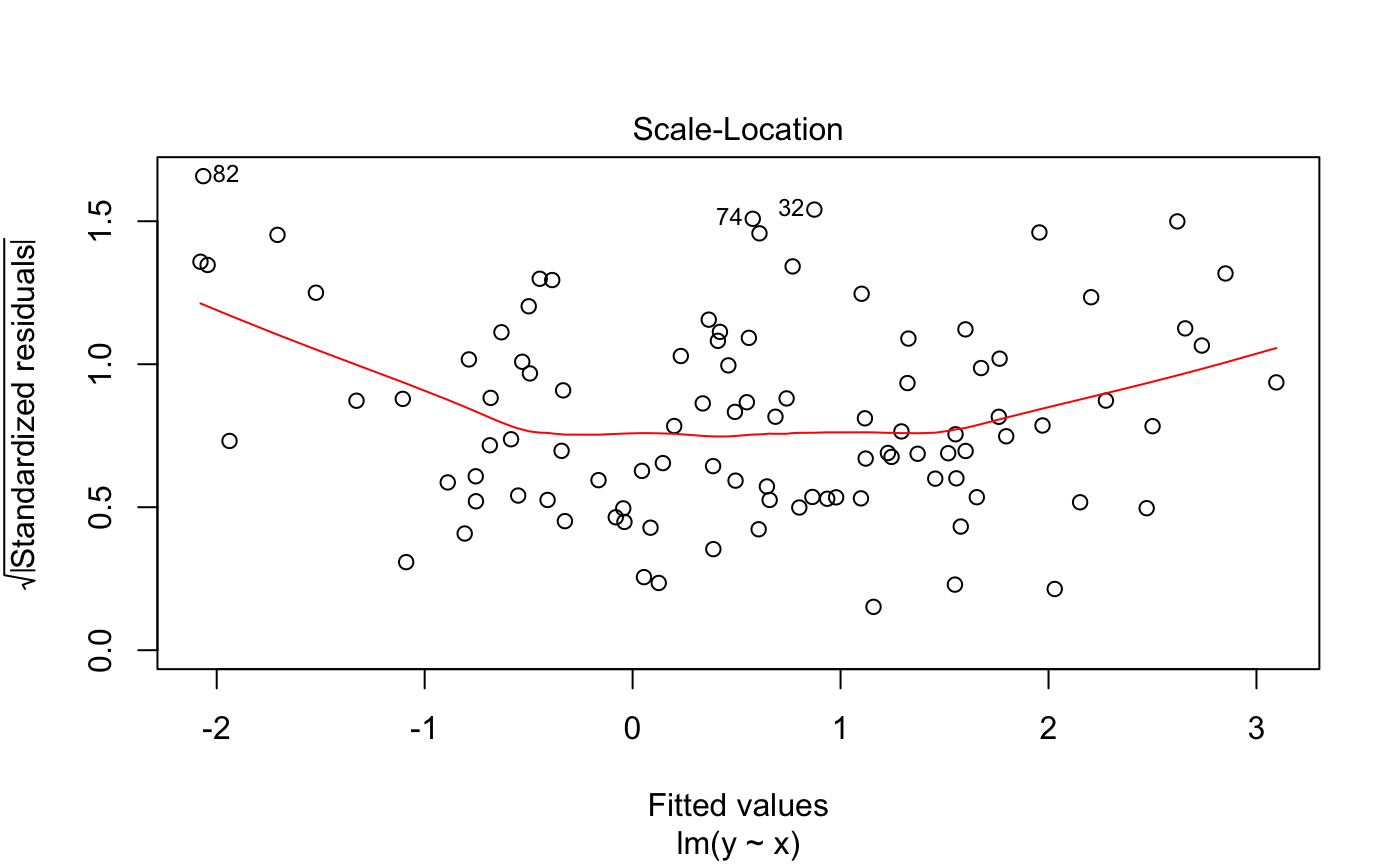 Scale-Location
√|Standardized residuals|
82
74
32
0.0 0.5 1.0 1.5
-2 -1 0 1 2 3
Fitted values
lm(y ~ x)